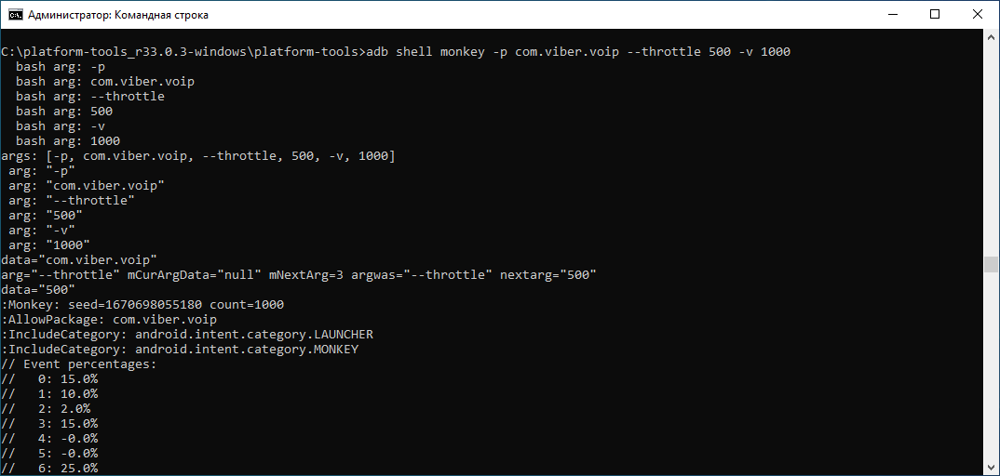 Администратор: Командная строка
C:\platform-tools_r33.0.3-windows\platform-tools>adb shell monkey -p com.viber.voip --throttle 500 -v 1000
  bash arg: -p
  bash arg: com.viber.voip
  bash arg: --throttle
  bash arg: 500
  bash arg: -v
  bash arg: 1000
args: [-p, com.viber.voip, --throttle, 500, -v, 1000]
 arg: "-p"
 arg: "com.viber.voip"
 arg: "--throttle"
 arg: "500"
 arg: "-v"
 arg: "1000"
data="com.viber.voip"
arg="--throttle" mCurArgData="null" mNextArg=3 argwas="--throttle" nextarg="500"
data="500"
:Monkey: seed=1670698055180 count=1000
:AllowPackage: com.viber.voip
:IncludeCategory: android.intent.category.LAUNCHER
:IncludeCategory: android.intent.category.MONKEY
// Event percentages:
//   0: 15.0%
//   1: 10.0%
//   2: 2.0%
//   3: 15.0%
//   4: -0.0%
//   5: -0.0%
//   6: 25.0%